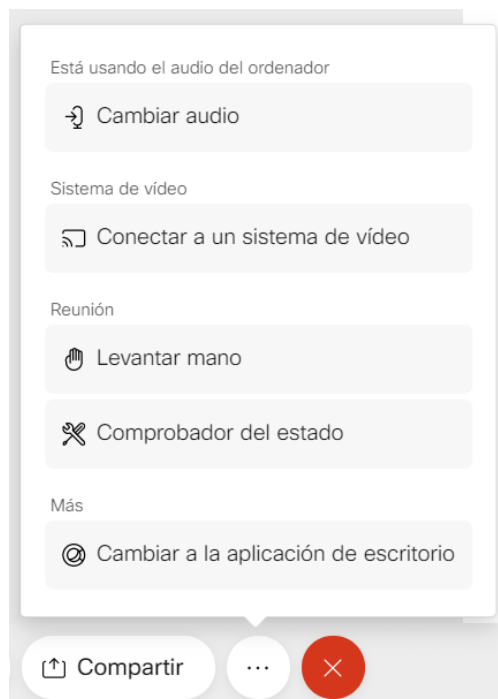 Está usando el audio del ordenador
Cambiar audio
Sistema de vídeo
Conectar a un sistema de vídeo
Reunión
Levantar mano
Comprobador del estado
Más
Cambiar a la aplicación de escritorio
Compartir